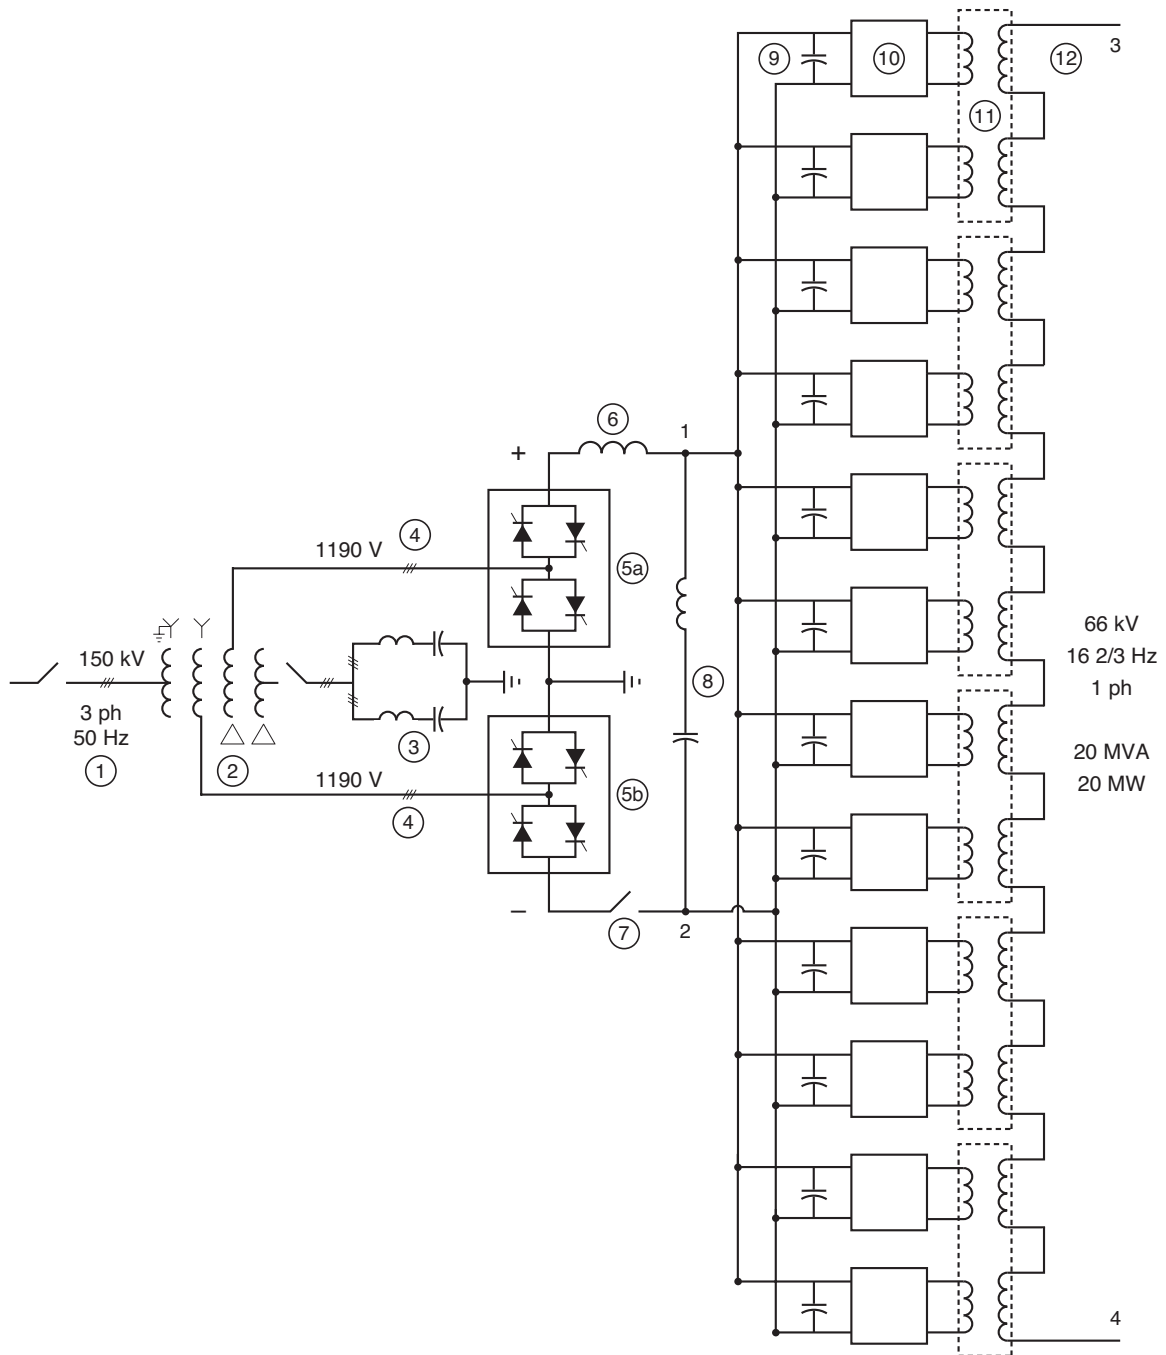 3
⑫
⑨
⑩
⑪
⑥
1
+
④
1190 V
5a
150 kV
3 ph
50 Hz
①
②
③
⑧
66 kV
16 2/3 Hz
1 ph
20 MVA
20 MW
1190 V
④
5b
–
⑦
2
4